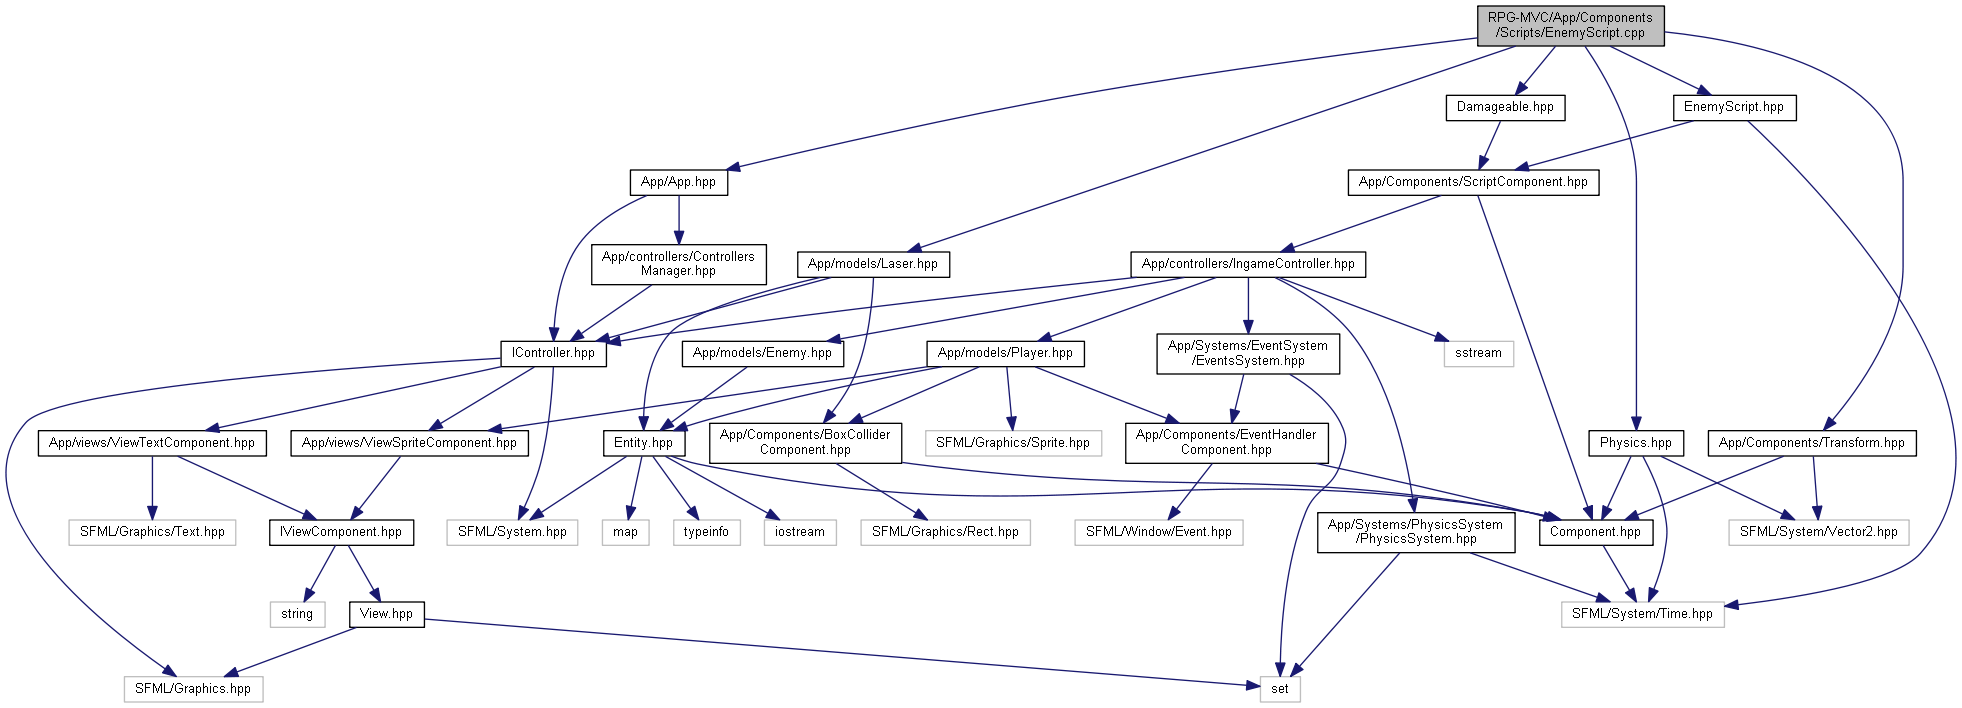 RPG-MVC/App/Components
/Scripts/EnemyScript.cpp
Damageable.hpp
EnemyScript.hpp
App/App.hpp
App/Components/ScriptComponent.hpp
App/controllers/Controllers
Manager.hpp
App/models/Laser.hpp
App/controllers/IngameController.hpp
IController.hpp
App/models/Enemy.hpp
App/models/Player.hpp
App/Systems/EventSystem
/EventsSystem.hpp
sstream
App/views/ViewTextComponent.hpp
App/views/ViewSpriteComponent.hpp
Entity.hpp
App/Components/BoxCollider
Component.hpp
SFML/Graphics/Sprite.hpp
App/Components/EventHandler
Component.hpp
Physics.hpp
App/Components/Transform.hpp
SFML/Graphics/Text.hpp
IViewComponent.hpp
SFML/System.hpp
map
typeinfo
iostream
SFML/Graphics/Rect.hpp
SFML/Window/Event.hpp
App/Systems/PhysicsSystem
/PhysicsSystem.hpp
Component.hpp
SFML/System/Vector2.hpp
string
View.hpp
SFML/System/Time.hpp
SFML/Graphics.hpp
set